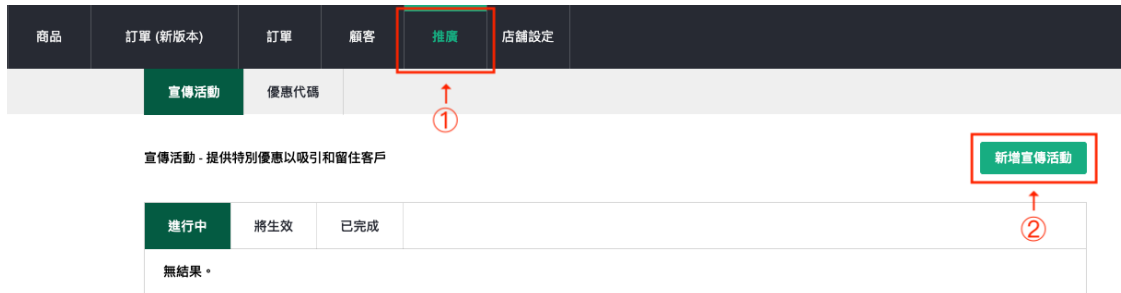 商品 訂單 (新版本) 訂單 顧客 推廣 店舖設定
宣傳活動 優惠代碼
①
宣傳活動 - 提供特別優惠以吸引和留住客戶 新增宣傳活動
進行中 將生效 已完成
②
無結果。